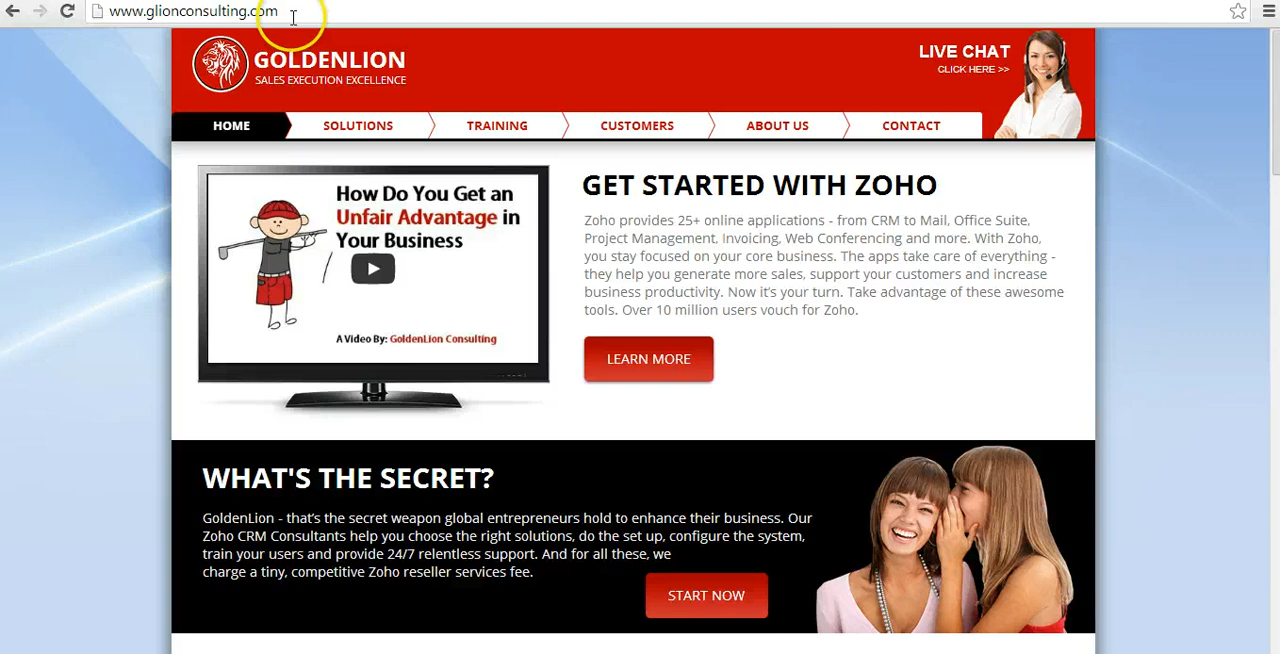 www.glionconsulting.com
GOLDENLION
SALES EXECUTION EXCELLENCE
LIVE CHAT
CLICK HERE >>
HOME
SOLUTIONS
TRAINING
CUSTOMERS
ABOUT US
CONTACT
How Do You Get an
Unfair Advantage in
Your Business
A Video By: GoldenLion Consulting
GET STARTED WITH ZOHO
Zoho provides 25+ online applications - from CRM to Mail, Office Suite,
Project Management, Invoicing, Web Conferencing and more. With Zoho,
you stay focused on your core business. The apps take care of everything -
they help you generate more sales, support your customers and increase
business productivity. Now it's your turn. Take advantage of these awesome
tools. Over 10 million users vouch for Zoho.
LEARN MORE
WHAT'S THE SECRET?
GoldenLion - that's the secret weapon global entrepreneurs hold to enhance their business. Our
Zoho CRM Consultants help you choose the right solutions, do the set up, configure the system,
train your users and provide 24/7 relentless support. And for all these, we
charge a tiny, competitive Zoho reseller services fee.
START NOW